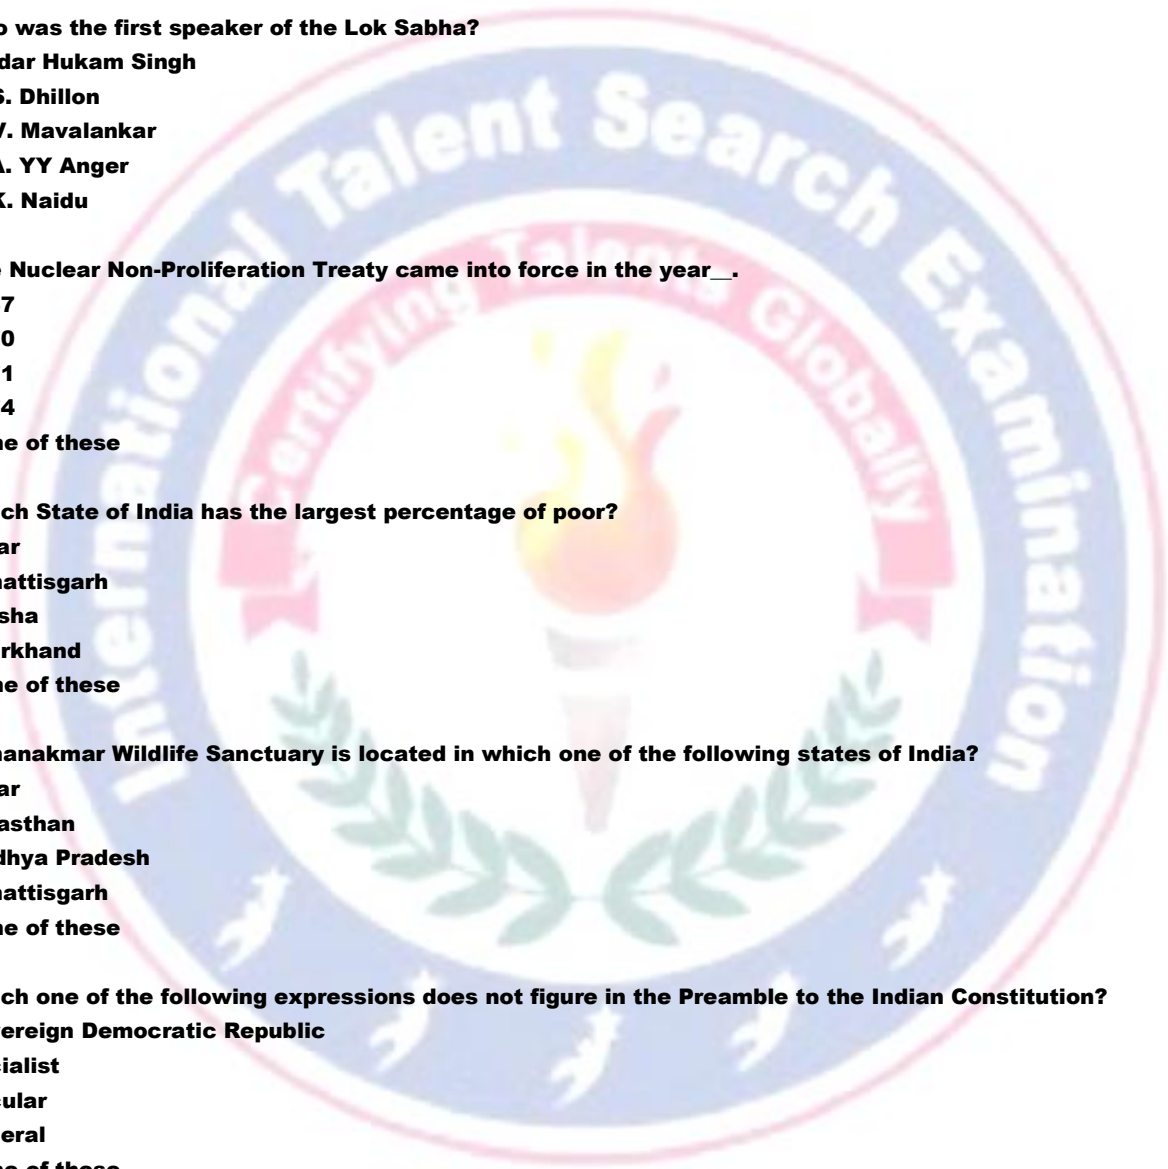 o was the first speaker of the Lok Sabha?
dar Hukam Singh
S. Dhillon
V. Mavalankar
A. YY Anger
K. Naidu
e Nuclear Non-Proliferation Treaty came into force in the year__.
7
0
1
4
ne of these
ch State of India has the largest percentage of poor?
ar
hattisgarh
sha
rkhand
ne of these
hanakmar Wildlife Sanctuary is located in which one of the following states of India?
ar
asthan
dhya Pradesh
hattisgarh
ne of these
ch one of the following expressions does not figure in the Preamble to the Indian Constitution?
vereign Democratic Republic
cialist
cular
eral
ne of these
International Talent Search Examination
Certifying Talents Globally